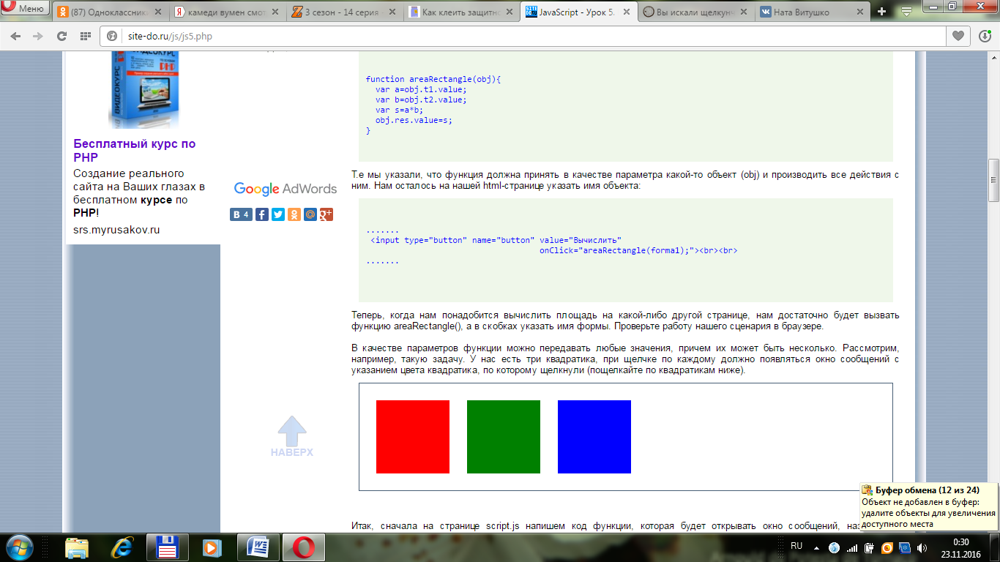 Меню
(87) Одноклассники
камеди вумен смот
3 сезон - 14 серия
Как клеить защитно
JavaScript - Урок 5.
Вы искали щелкунч
Ната Витушко
site-do.ru/js/js5.php
ВИДЕОКУРС
PHP
Бесплатный курс по
PHP
Создание реального
сайта на Ваших глазах в
бесплатном курсе по
PHP!
srs.myrusakov.ru
Google AdWords
В 4
НАВЕРХ
function areaRectangle(obj){
var a=obj.t1.value;
var b=obj.t2.value;
var s=a*b;
obj.res.value=s;
}
Т.е мы указали, что функция должна принять в качестве параметра какой-то объект (obj) и производить все действия с
ним. Нам осталось на нашей html-странице указать имя объекта:
.......
<input type="button" name="button" value="Вычислить"
onClick="areaRectangle(forma1);"><br><br>
.......
Теперь, когда нам понадобится вычислить площадь на какой-либо другой странице, нам достаточно будет вызвать
функцию areaRectangle(), а в скобках указать имя формы. Проверьте работу нашего сценария в браузере.
В качестве параметров функции можно передавать любые значения, причем их может быть несколько. Рассмотрим,
например, такую задачу. У нас есть три квадратика, при щелчке по каждому должно появляться окно сообщений с
указанием цвета квадратика, по которому щелкнули (пощелкайте по квадратикам ниже).
Итак, сначала на странице script.js напишем код функции, которая будет открывать окно сообщений, наз
Буфер обмена (12 из 24)
Объект не добавлен в буфер:
удалите объекты для увеличения
доступного места
RU
0:30
23.11.2016